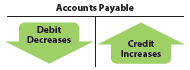 Accounts Payable
Debit
Decreases
Credit
Increases